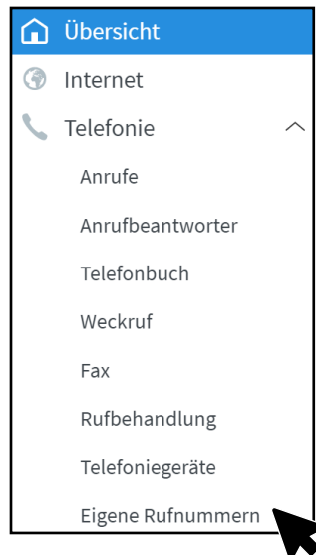 Übersicht
Internet
Telefonie
Anrufe
Anrufbeantworter
Telefonbuch
Weckruf
Fax
Rufbehandlung
Telefoniegeräte
Eigene Rufnummern